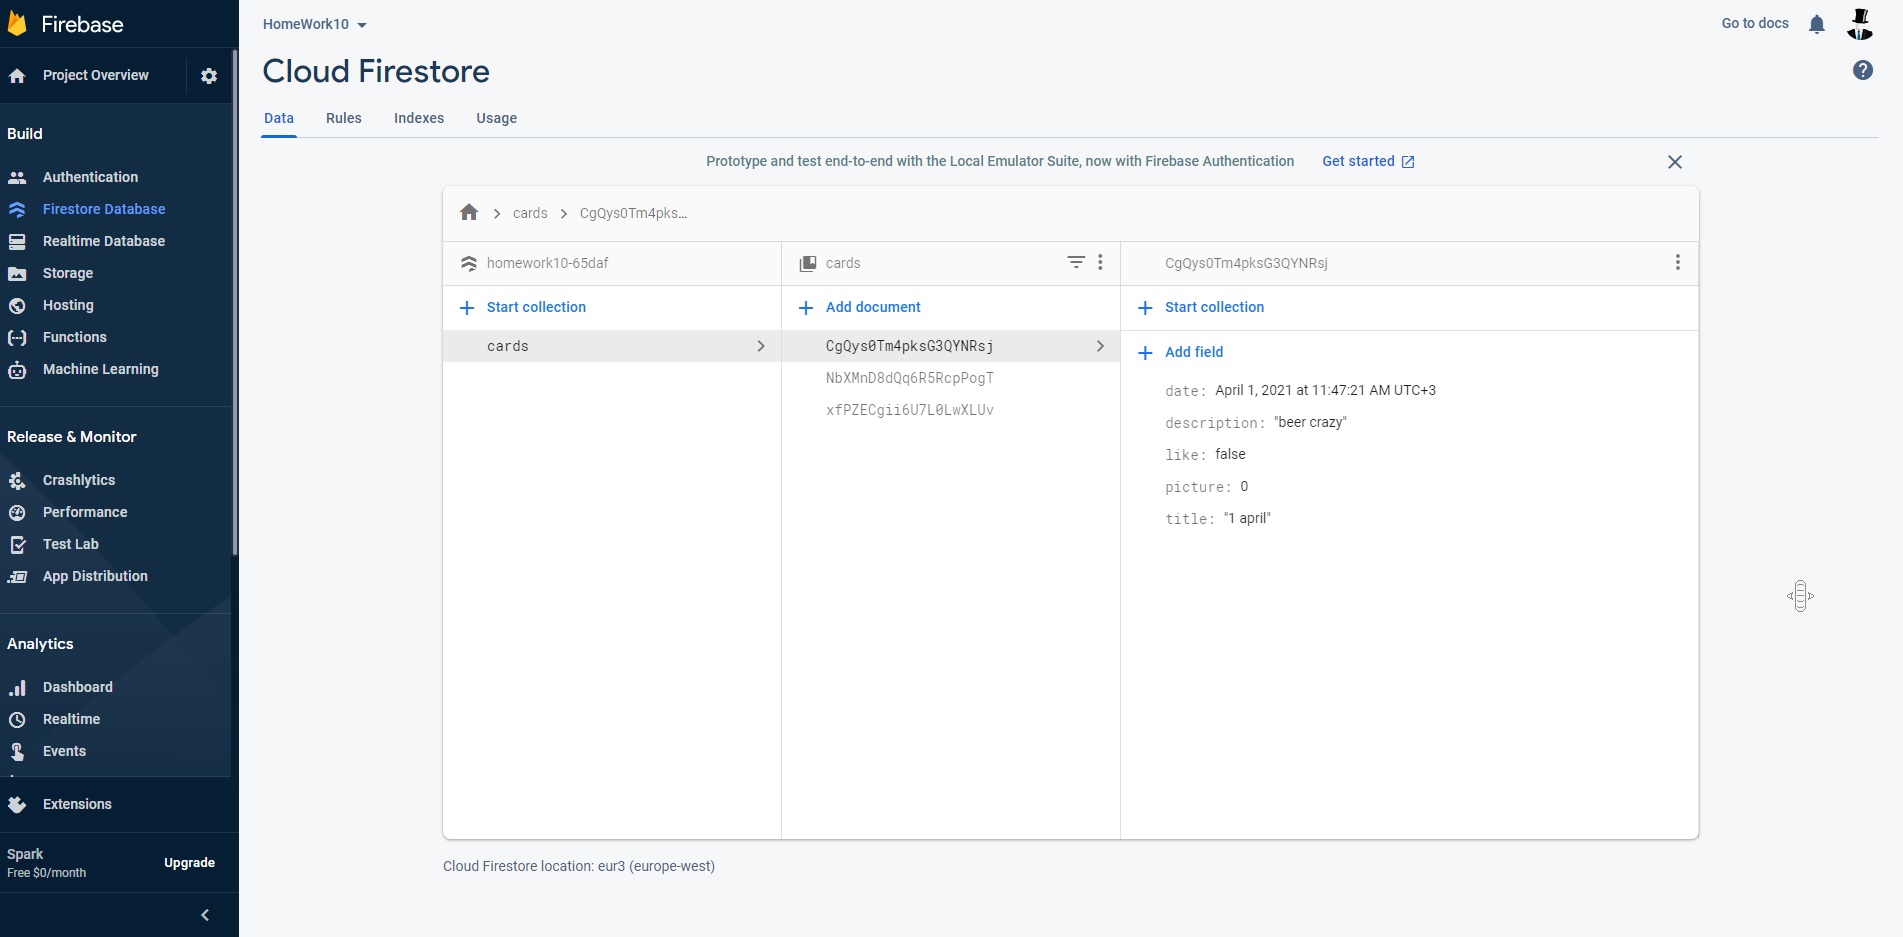 Firebase
Project Overview
Build
Authentication
Firestore Database
Realtime Database
Storage
Hosting
Functions
Machine Learning
Release & Monitor
Crashlytics
Performance
Test Lab
App Distribution
Analytics
Dashboard
Realtime
Events
Extensions
Spark
Free $0/month
Upgrade
HomeWork10
Go to docs
Cloud Firestore
Data Rules Indexes Usage
Prototype and test end-to-end with the Local Emulator Suite, now with Firebase Authentication Get started
cards CgQys0Tm4pks...
homework10-65daf
Start collection
cards
cards
Add document
CgQys0Tm4pksG3QYNRsj
NbXMnD8dQq6R5RcpPogT
xfPZECgii6U7L0LwXLUv
CgQys0Tm4pksG3QYNRsj
Start collection
Add field
date: April 1, 2021 at 11:47:21 AM UTC+3
description: "beer crazy"
like: false
picture: 0
title: "1 april"
Cloud Firestore location: eur3 (europe-west)